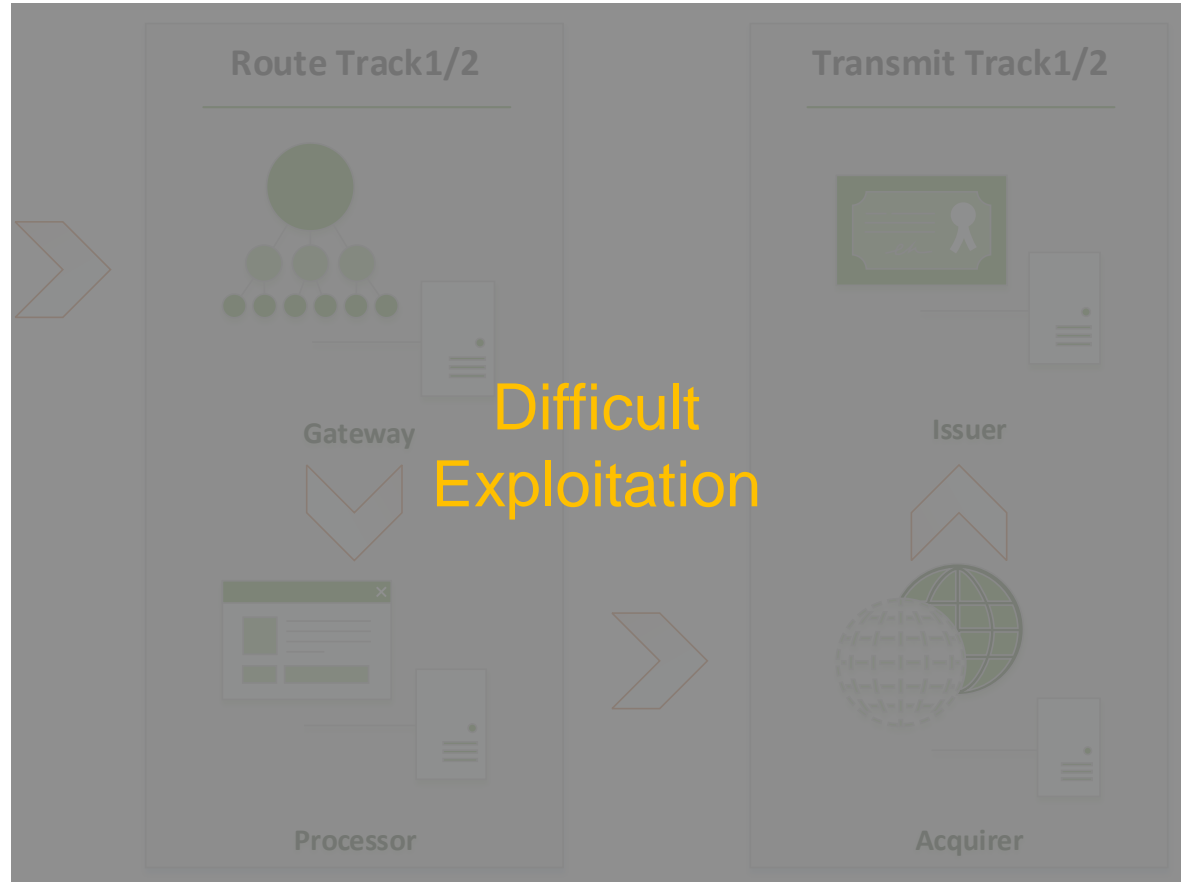 Route Track1/2
Transmit Track1/2
Gateway
Issuer
Difficult
Exploitation
Processor
Acquirer